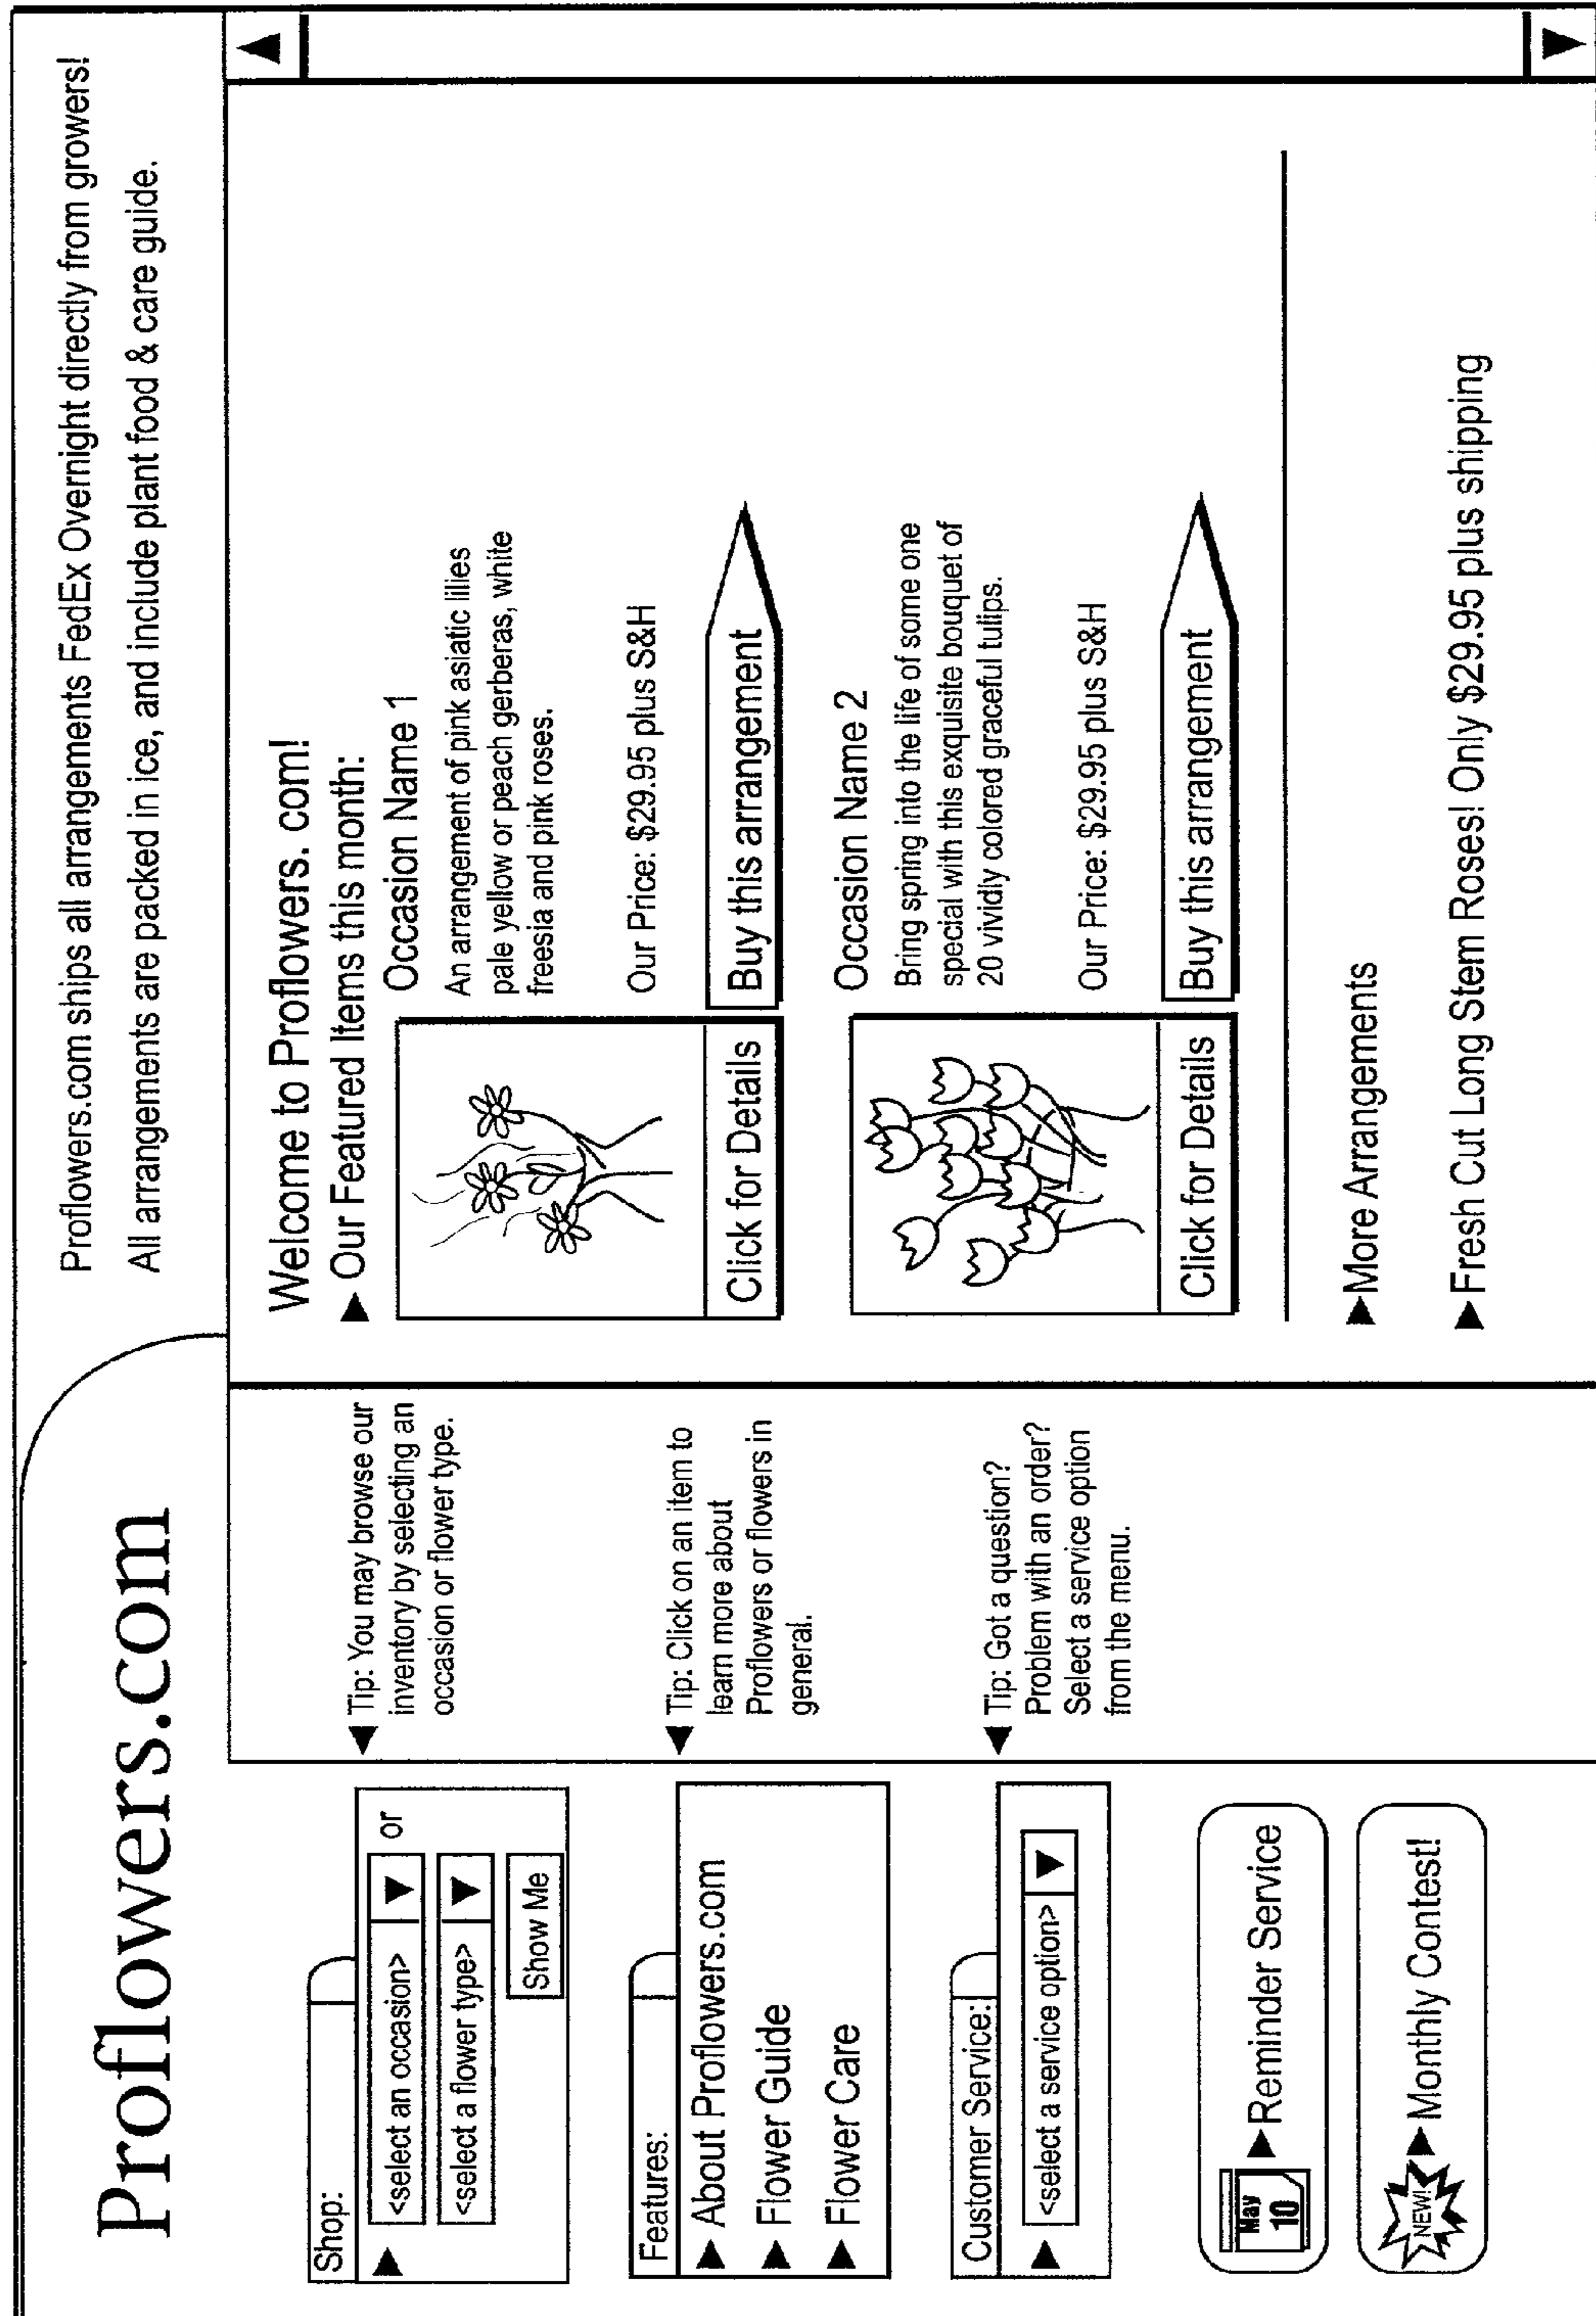 Proflowers.com
Proflowers.com ships all arrangements FedEx Overnight directly from growers!
All arrangements are packed in ice, and include plant food & care guide.
Shop:
<select an occasion> or
<select a flower type>
Show Me
Tip: You may browse our
inventory by selecting an
occasion or flower type.
Features:
About Proflowers.com
Flower Guide
Flower Care
Tip: Click on an item to
learn more about
Proflowers or flowers in
general.
Customer Service:
<select a service option>
Tip: Got a question?
Problem with an order?
Select a service option
from the menu.
May
10
Reminder Service
NEW!
Monthly Contest!
Welcome to Proflowers. com!
Our Featured Items this month:
Occasion Name 1
An arrangement of pink asiatic lilies
pale yellow or peach gerberas, white
freesia and pink roses.
Our Price: $29.95 plus S&H
Click for Details
Buy this arrangement
Occasion Name 2
Bring spring into the life of some one
special with this exquisite bouquet of
20 vividly colored graceful tulips.
Our Price: $29.95 plus S&H
Click for Details
Buy this arrangement
More Arrangements
Fresh Cut Long Stem Roses! Only $29.95 plus shipping